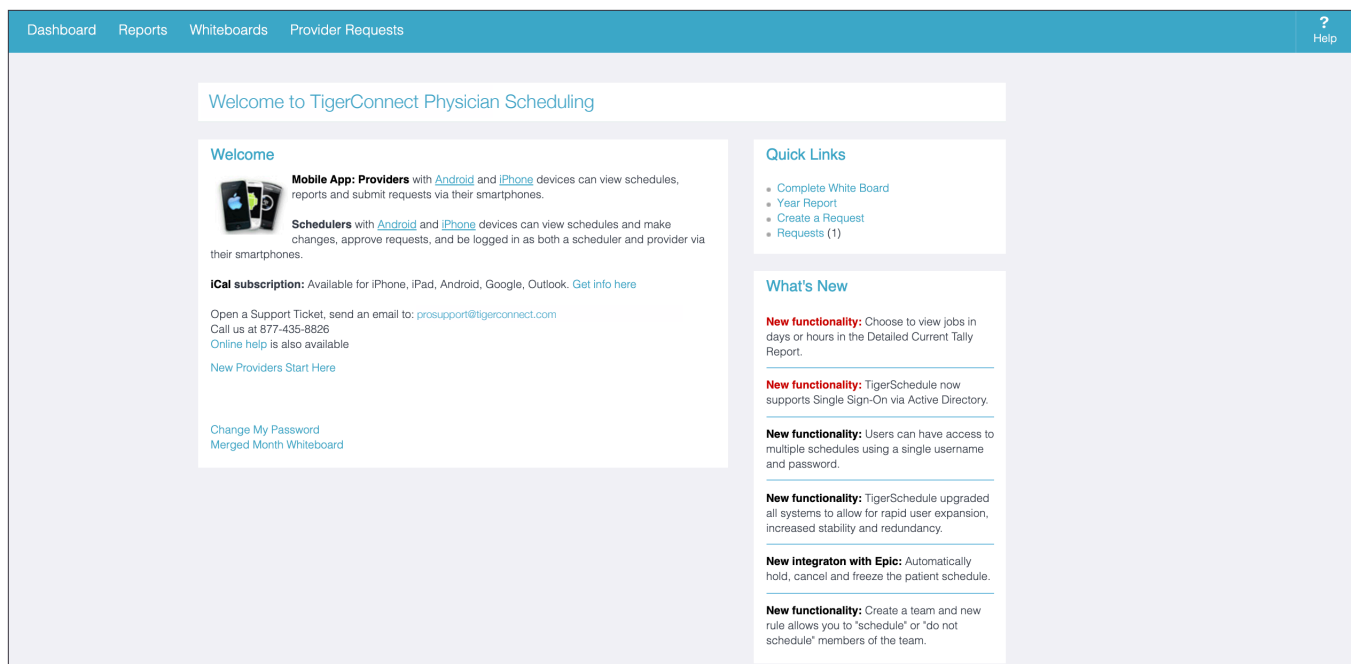 Dashboard Reports Whiteboards Provider Requests
?
Help
Welcome to TigerConnect Physician Scheduling
Welcome
Mobile App: Providers with Android and iPhone devices can view schedules,
reports and submit requests via their smartphones.
Schedulers with Android and iPhone devices can view schedules and make
changes, approve requests, and be logged in as both a scheduler and provider via
their smartphones.
iCal subscription: Available for iPhone, iPad, Android, Google, Outlook. Get info here
Open a Support Ticket, send an email to: prosupport@tigerconnect.com
Call us at 877-435-8826
Online help is also available
New Providers Start Here
Change My Password
Merged Month Whiteboard
Quick Links
Complete White Board
Year Report
Create a Request
Requests (1)
What's New
New functionality: Choose to view jobs in
days or hours in the Detailed Current Tally
Report.
New functionality: TigerSchedule now
supports Single Sign-On via Active Directory.
New functionality: Users can have access to
multiple schedules using a single username
and password.
New functionality: TigerSchedule upgraded
all systems to allow for rapid user expansion,
increased stability and redundancy.
New integraton with Epic: Automatically
hold, cancel and freeze the patient schedule.
New functionality: Create a team and new
rule allows you to "schedule" or "do not
schedule" members of the team.